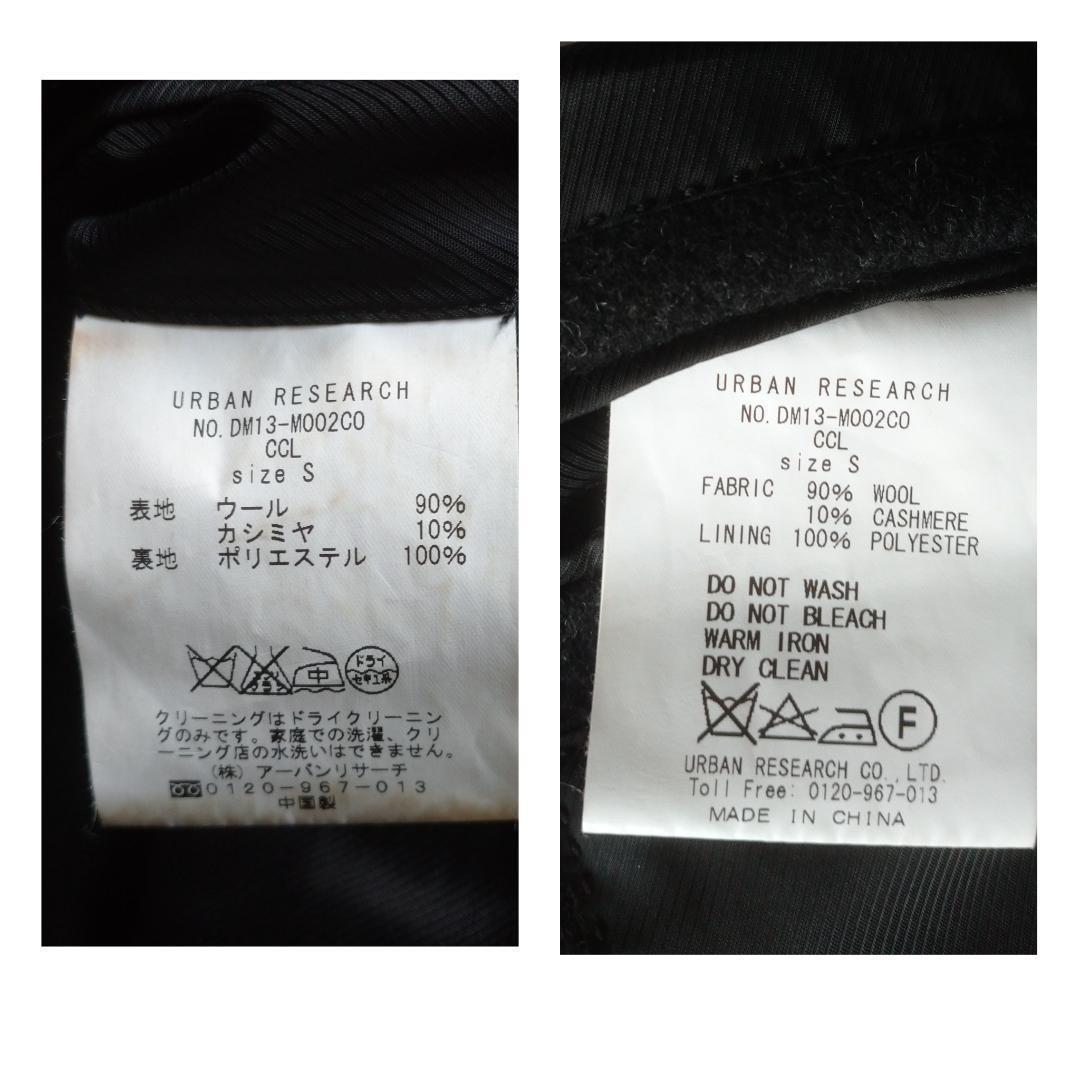 URBAN RESEARCH
NO. DM13-M002CO
CCL
size S
表地 ウール 90%
カシミヤ 10%
裏地 ポリエステル 100%
中 ドライ
セキユ系
クリーニングはドライクリーニン
グのみです。家庭での洗濯、クリ
ーニング店の水洗いはできません。
(株) アーバンリサーチ
0120-967-013
中国製
URBAN RESEARCH
NO. DM13-M002CO
CCL
size S
FABRIC 90% WOOL
10% CASHMERE
LINING 100% POLYESTER
DO NOT WASH
DO NOT BLEACH
WARM IRON
DRY CLEAN
F
URBAN RESEARCH CO., LTD.
Toll Free: 0120-967-013
MADE IN CHINA